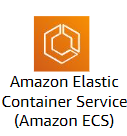 Amazon Elastic
Container Service
(Amazon ECS)